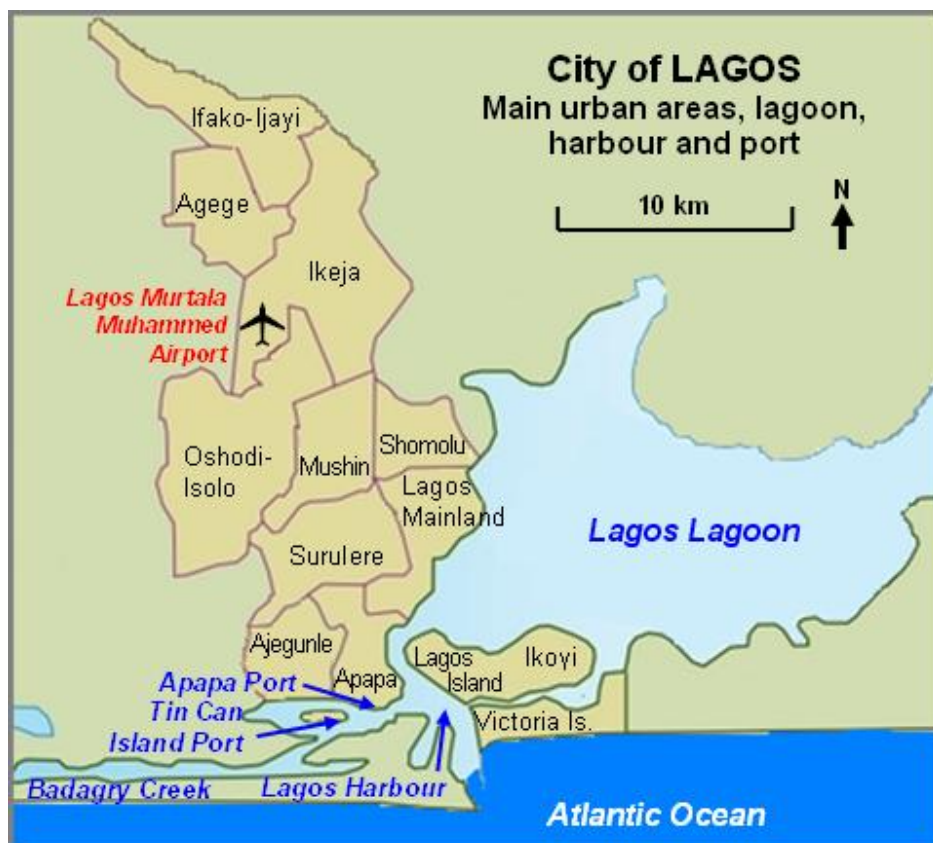 City of LAGOS
Main urban areas, lagoon,
harbour and port
10 km
N
Ifako-Ijayi
Agege
Ikeja
Lagos Murtala
Muhammed
Airport
Oshodi-
Isolo
Mushin
Shomolu
Lagos
Mainland
Surulere
Lagos Lagoon
Ajegunle
Apapa
Lagos
Island
Ikoyi
Victoria Is.
Apapa Port
Tin Can
Island Port
Badagry Creek
Lagos Harbour
Atlantic Ocean